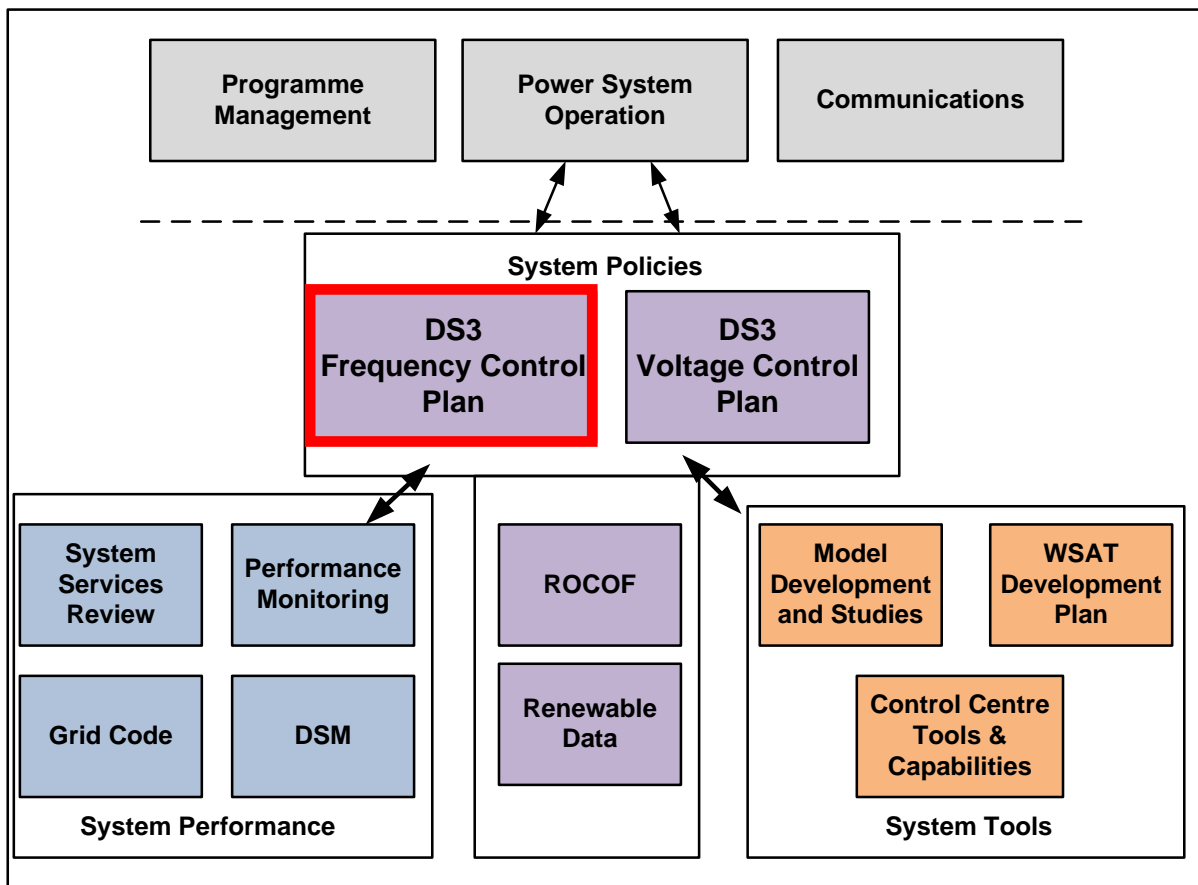 Programme
Management
Power System
Operation
Communications
System Policies
DS3
Frequency Control
Plan
DS3
Voltage Control
Plan
System
Services
Review
Performance
Monitoring
Grid Code
DSM
System Performance
ROCOF
Renewable
Data
Model
Development
and Studies
WSAT
Development
Plan
Control Centre
Tools &
Capabilities
System Tools